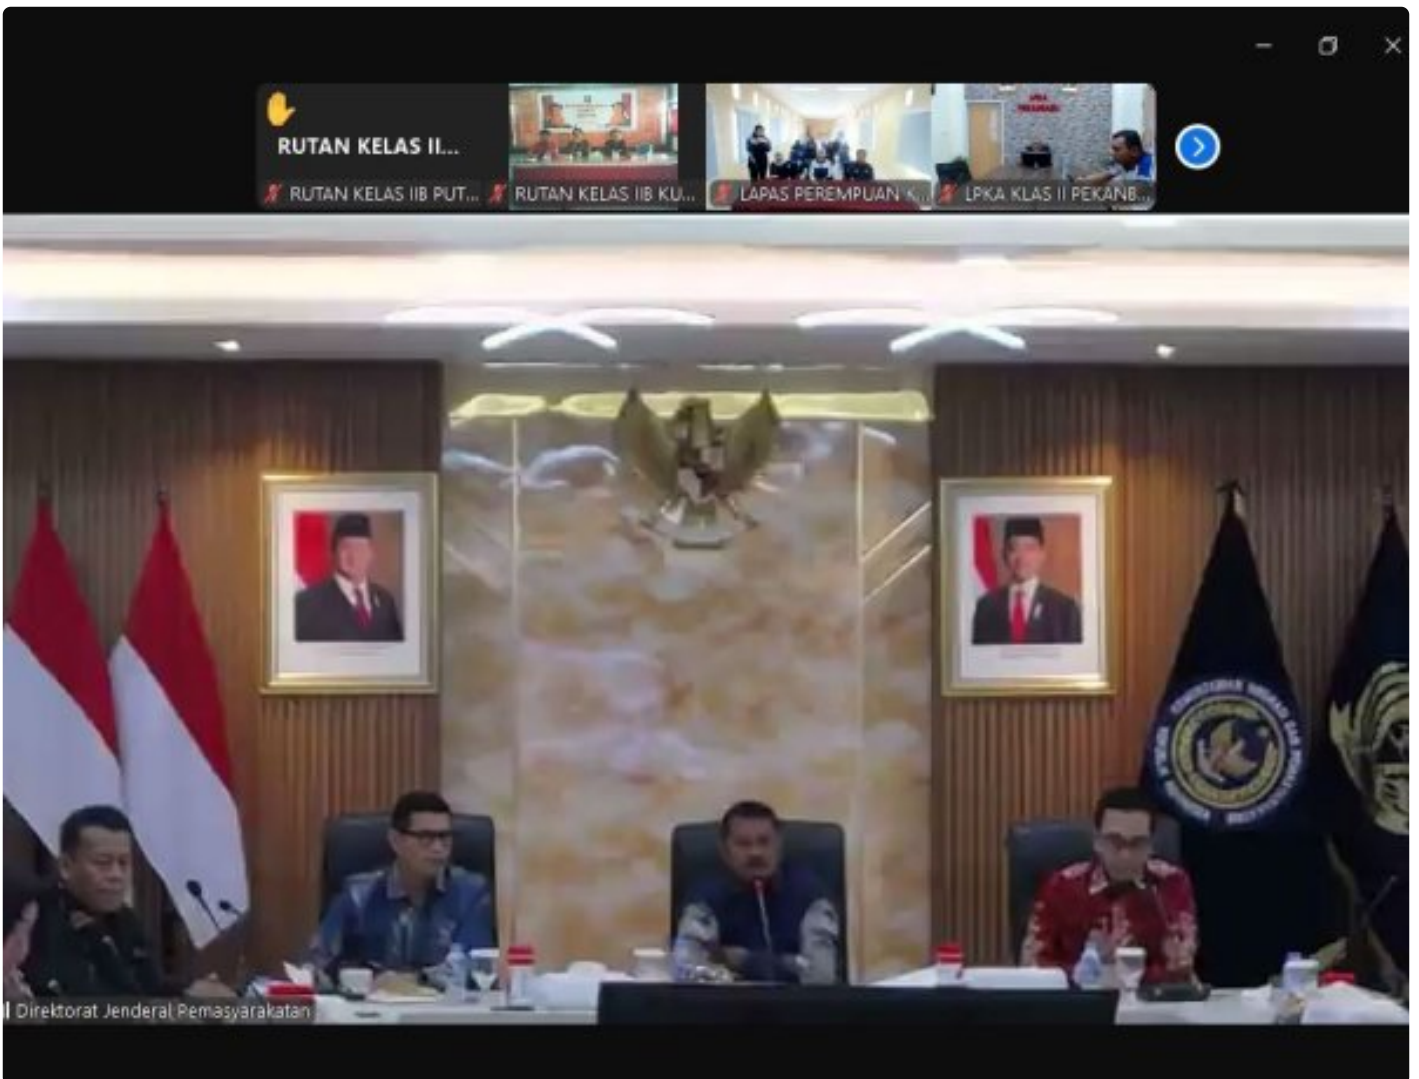 RUTAN KELAS II...
RUTAN KELAS IIB PUT...
RUTAN KELAS IIB KU...
LAPAS PEREMPUAN K...
LPKA KLAS II PEKANB...
Direktorat Jenderal Pemasyarakatan